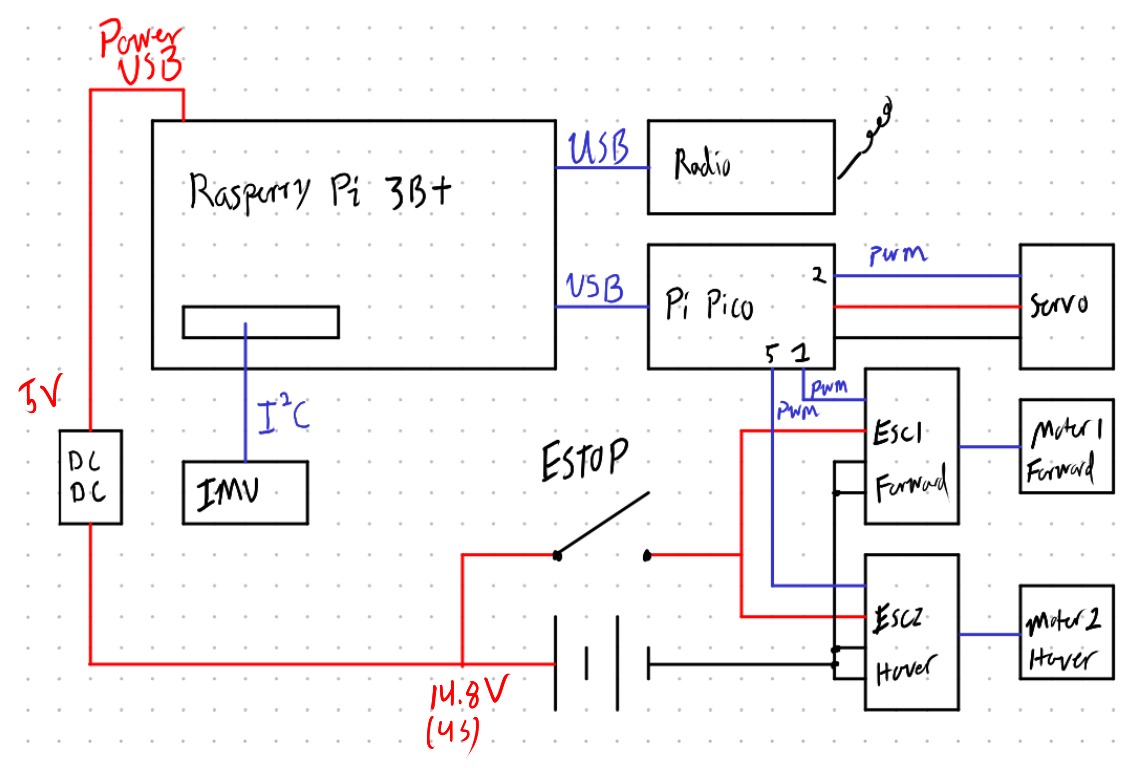 Power
USB
USB
Radio
Rasperry Pi 3B+
PWM
2
USB
Pi Pico
Servo
5 1
PWM
PWM
5V
I²C
ESC1
Motor1
Forward
ESTOP
DC
DC
IMU
Forward
ESC2
Motor2
Hover
Hover
14.8V
(4s)